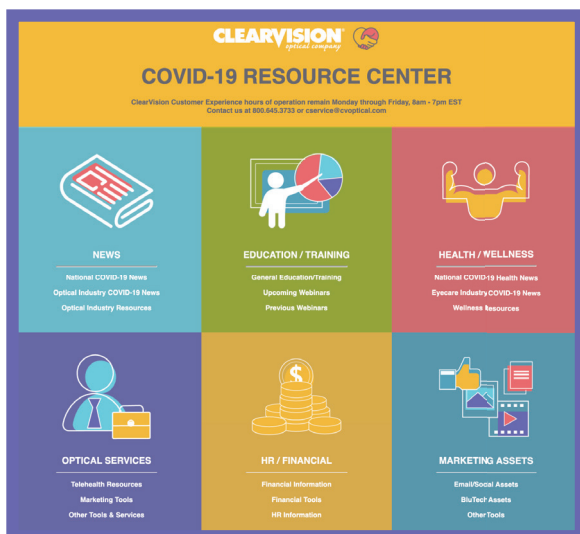 CLEARVISION®
optical company
COVID-19 RESOURCE CENTER
ClearVision Customer Experience hours of operation remain Monday through Friday, 8am - 7pm EST
Contact us at 800.645.3733 or cservice@cvoptical.com
NEWS
National COVID-19 News
Optical Industry COVID-19 News
Optical Industry Resources
EDUCATION / TRAINING
General Education/Training
Upcoming Webinars
Previous Webinars
HEALTH / WELLNESS
National COVID-19 Health News
Eyecare Industry COVID-19 News
Wellness Resources
OPTICAL SERVICES
Telehealth Resources
Marketing Tools
Other Tools & Services
$
HR / FINANCIAL
Financial Information
Financial Tools
HR Information
MARKETING ASSETS
Email/Social Assets
BluTech Assets
Other Tools